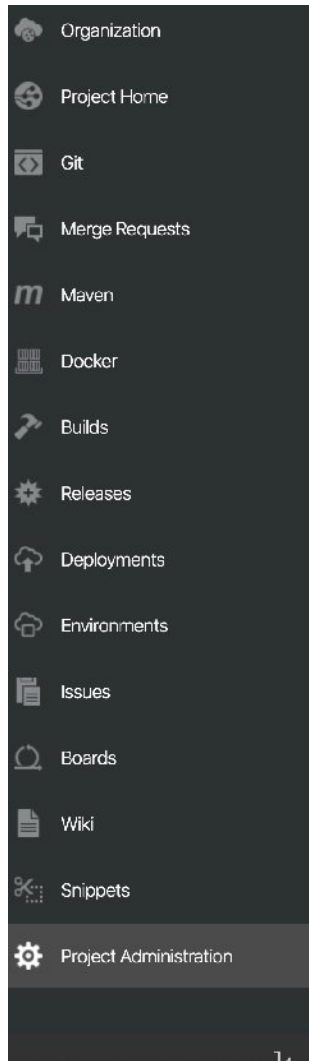 Organization
Project Home
Git
Merge Requests
m Maven
Docker
Builds
Releases
Deployments
Environments
Issues
Boards
Wiki
Snippets
Project Administration